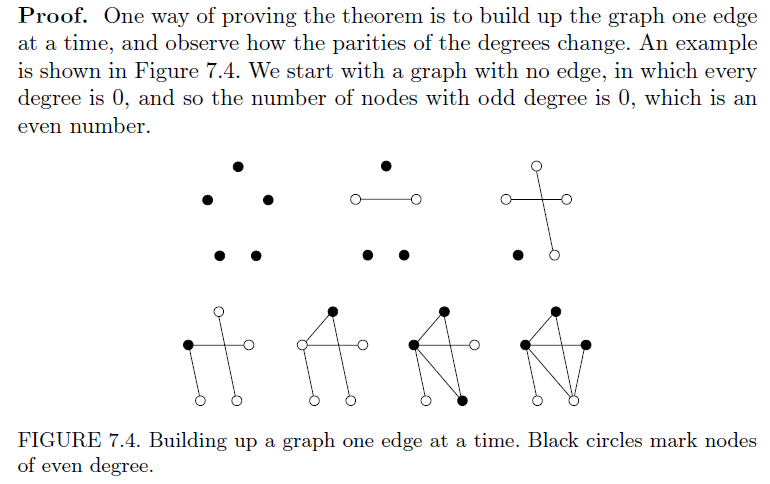 Proof. One way of proving the theorem is to build up the graph one edge
at a time, and observe how the parities of the degrees change. An example
is shown in Figure 7.4. We start with a graph with no edge, in which every
degree is 0, and so the number of nodes with odd degree is 0, which is an
even number.
FIGURE 7.4. Building up a graph one edge at a time. Black circles mark nodes
of even degree.